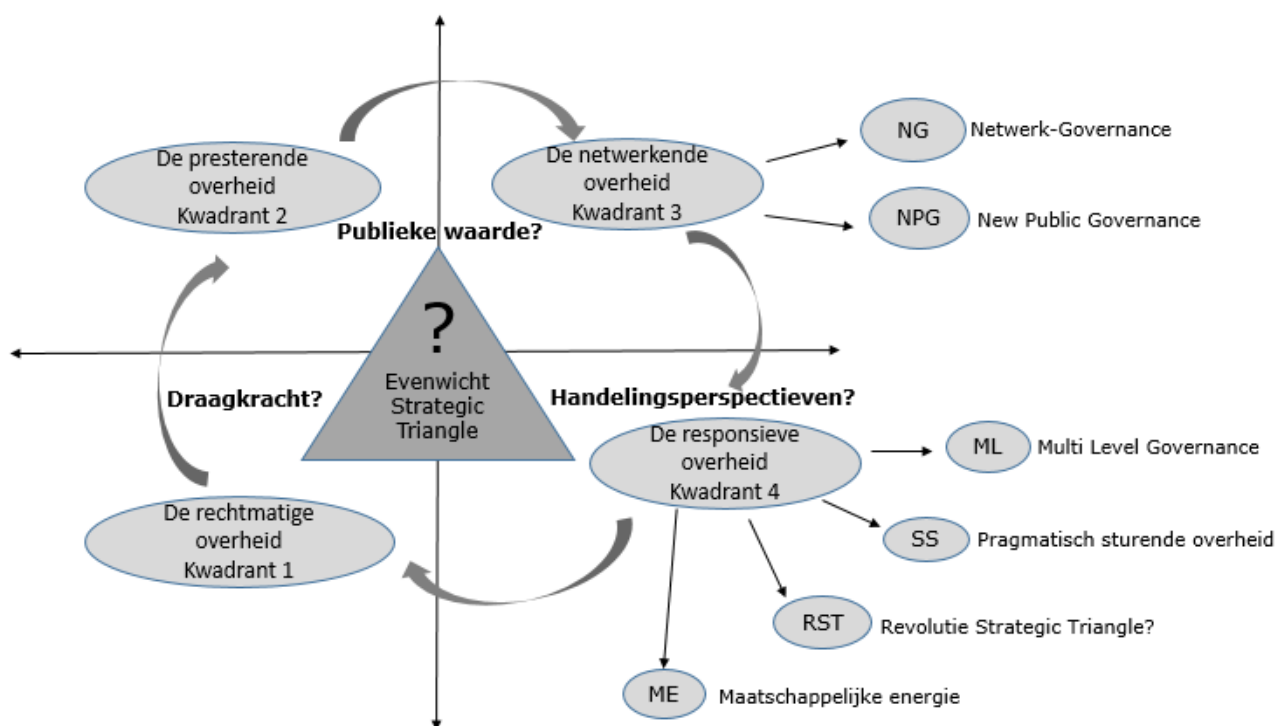 De presterende
overheid
Kwadrant 2
De netwerkende
overheid
Kwadrant 3
NG
Netwerk-Governance
NPG
New Public Governance
Publieke waarde?
?
Evenwicht
Strategic
Triangle
Draagkracht?
Handelingsperspectieven?
De responsieve
overheid
Kwadrant 4
ML
Multi Level Governance
De rechtmatige
overheid
Kwadrant 1
SS
Pragmatisch sturende overheid
RST
Revolutie Strategic Triangle?
ME
Maatschappelijke energie